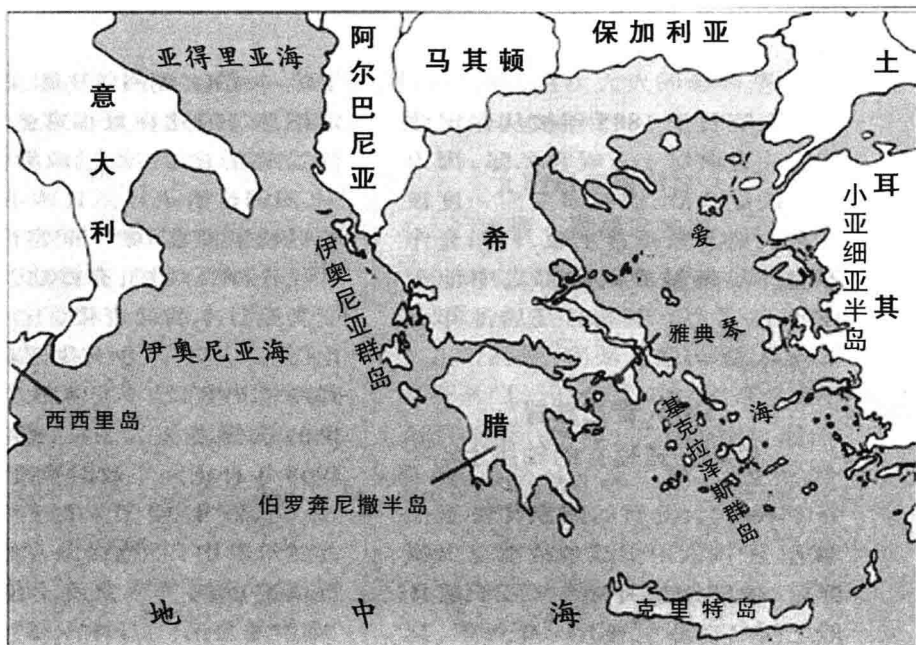 亚得里亚海
阿尔巴尼亚
马其顿
保加利亚
土耳其
意大利
小亚细亚半岛
伊奥尼亚群岛
希腊
爱琴海
伊奥尼亚海
雅典
西西里岛
基克拉泽斯群岛
伯罗奔尼撒半岛
地中海
克里特岛